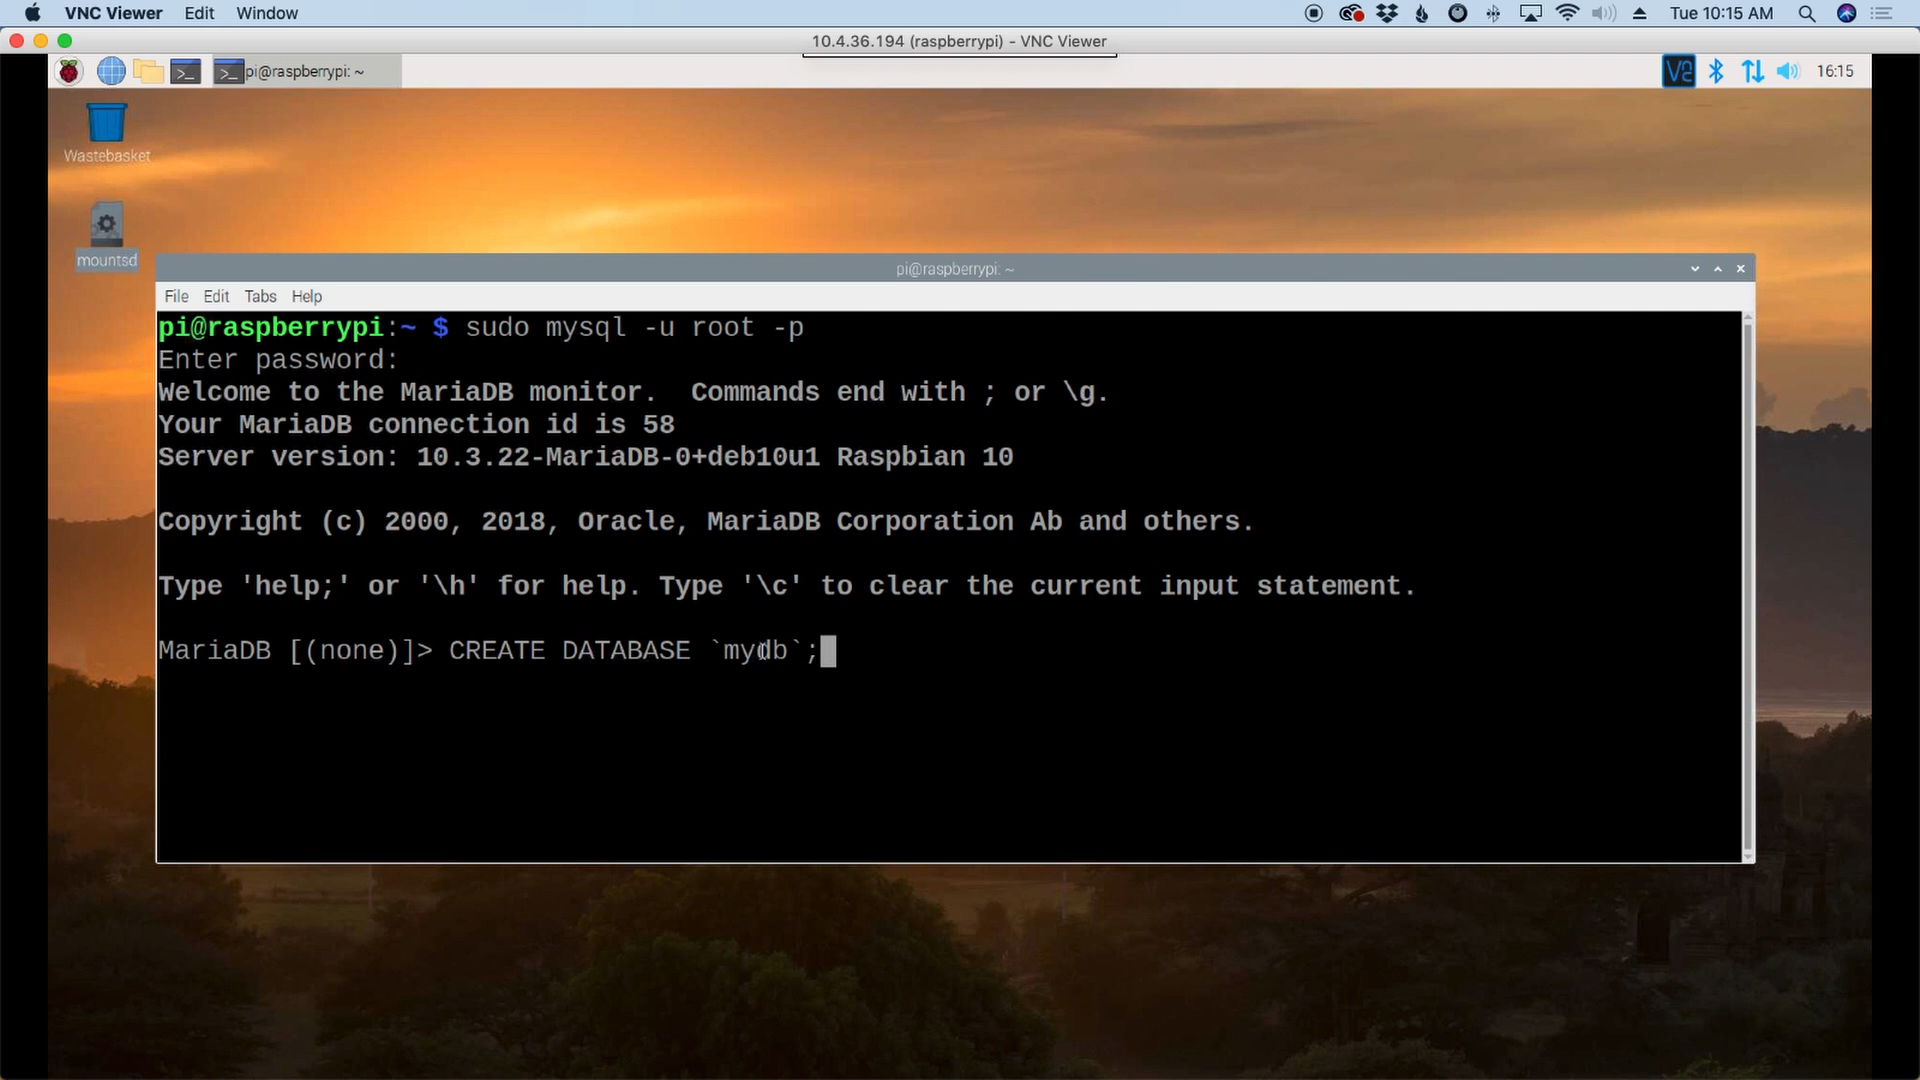 VNC Viewer Edit Window Tue 10:15 AM
10.4.36.194 (raspberrypi) - VNC Viewer
pi@raspberrypi: ~ 16:15
Wastebasket
mountsd
pi@raspberrypi: ~
File Edit Tabs Help
pi@raspberrypi:~ $ sudo mysql -u root -p
Enter password:
Welcome to the MariaDB monitor.  Commands end with ; or \g.
Your MariaDB connection id is 58
Server version: 10.3.22-MariaDB-0+deb10u1 Raspbian 10
Copyright (c) 2000, 2018, Oracle, MariaDB Corporation Ab and others.
Type 'help;' or '\h' for help. Type '\c' to clear the current input statement.
MariaDB [(none)]> CREATE DATABASE `mydb`;